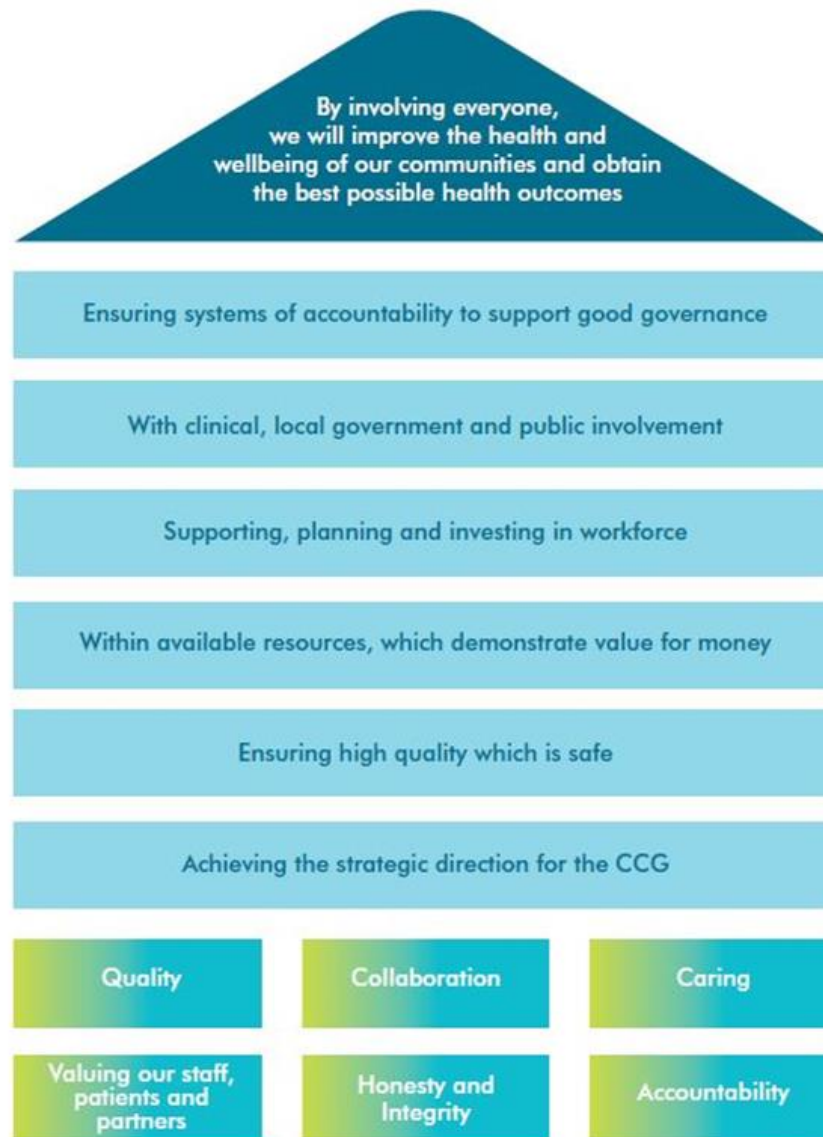 By involving everyone,
we will improve the health and
wellbeing of our communities and obtain
the best possible health outcomes
Ensuring systems of accountability to support good governance
With clinical, local government and public involvement
Supporting, planning and investing in workforce
Within available resources, which demonstrate value for money
Ensuring high quality which is safe
Achieving the strategic direction for the CCG
Quality
Collaboration
Caring
Valuing our staff,
patients and
partners
Honesty and
Integrity
Accountability